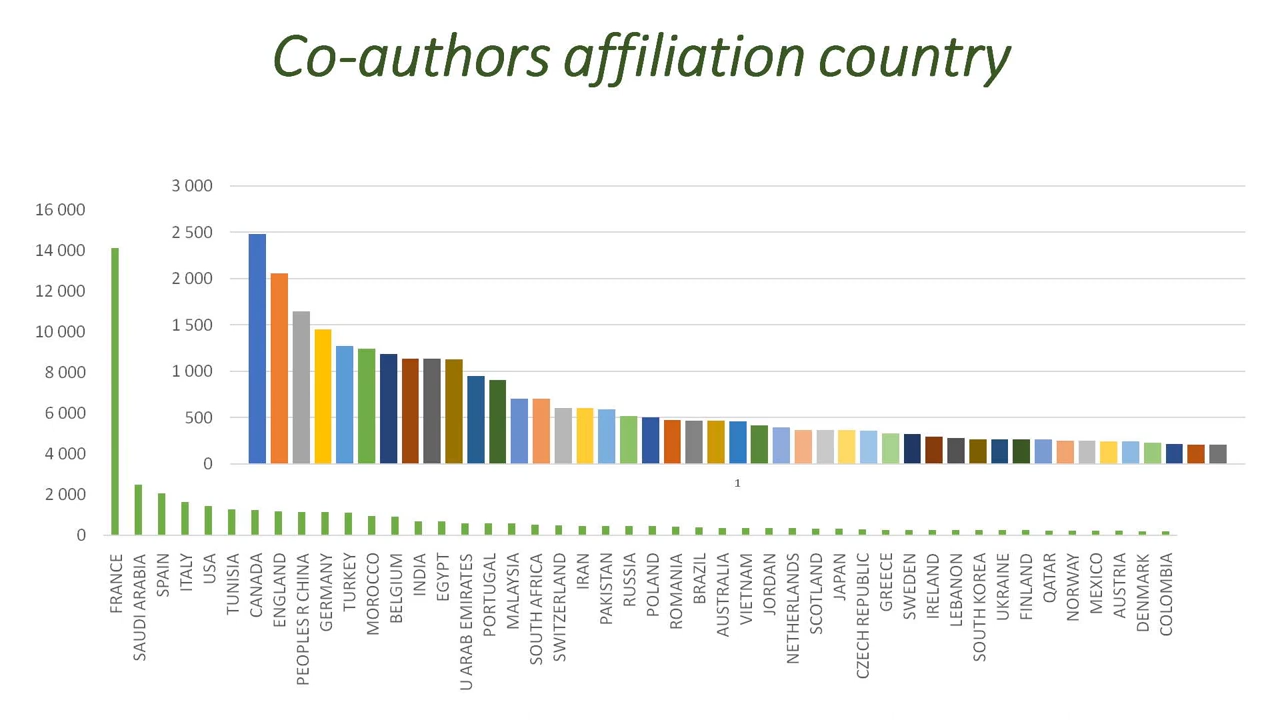 Co-authors affiliation country
3 000
2 500
2 000
1 500
1 000
500
0
1
16 000
14 000
12 000
10 000
8 000
6 000
4 000
2 000
0
FRANCE
SAUDI ARABIA
SPAIN
ITALY
USA
TUNISIA
CANADA
ENGLAND
PEOPLES R CHINA
GERMANY
TURKEY
MOROCCO
BELGIUM
INDIA
EGYPT
U ARAB EMIRATES
PORTUGAL
MALAYSIA
SOUTH AFRICA
SWITZERLAND
IRAN
PAKISTAN
RUSSIA
POLAND
ROMANIA
BRAZIL
AUSTRALIA
VIETNAM
JORDAN
NETHERLANDS
SCOTLAND
JAPAN
CZECH REPUBLIC
GREECE
SWEDEN
IRELAND
LEBANON
SOUTH KOREA
UKRAINE
FINLAND
QATAR
NORWAY
MEXICO
AUSTRIA
DENMARK
COLOMBIA